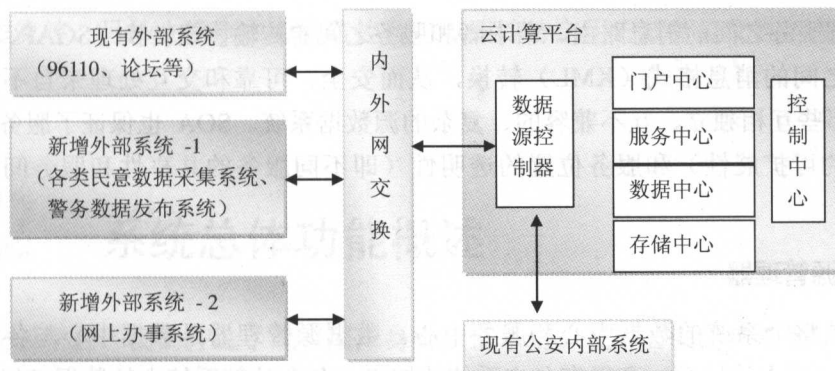 现有外部系统
(96110、论坛等)
新增外部系统 -1
(各类民意数据采集系统、
警务数据发布系统)
新增外部系统 -2
(网上办事系统)
内外网交换
云计算平台
数据
源控
制器
门户中心
服务中心
数据中心
存储中心
控制中心
现有公安内部系统